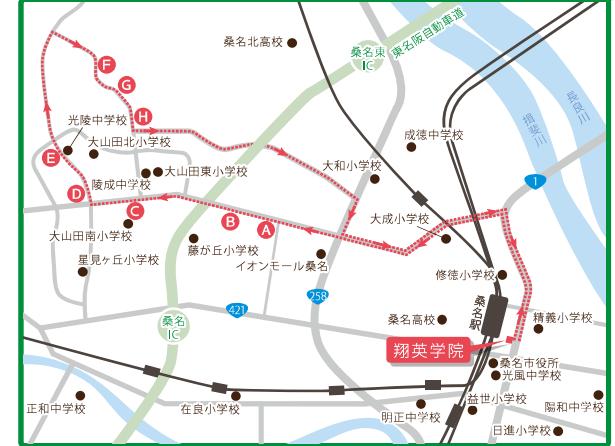 桑名北高校
桑名東
IC
東名阪自動車道
F
G
H
光陵中学校
大山田北小学校
成徳中学校
揖斐川
長良川
E
大山田東小学校
大和小学校
陵成中学校
1
D
C
B
A
大成小学校
大山田南小学校
藤が丘小学校
イオンモール桑名
星見ヶ丘小学校
修徳小学校
258
421
桑名
IC
桑名高校
桑名駅
精義小学校
翔英学院
桑名市役所
光風中学校
正和中学校
在良小学校
明正中学校
益世小学校
陽和中学校
日進小学校